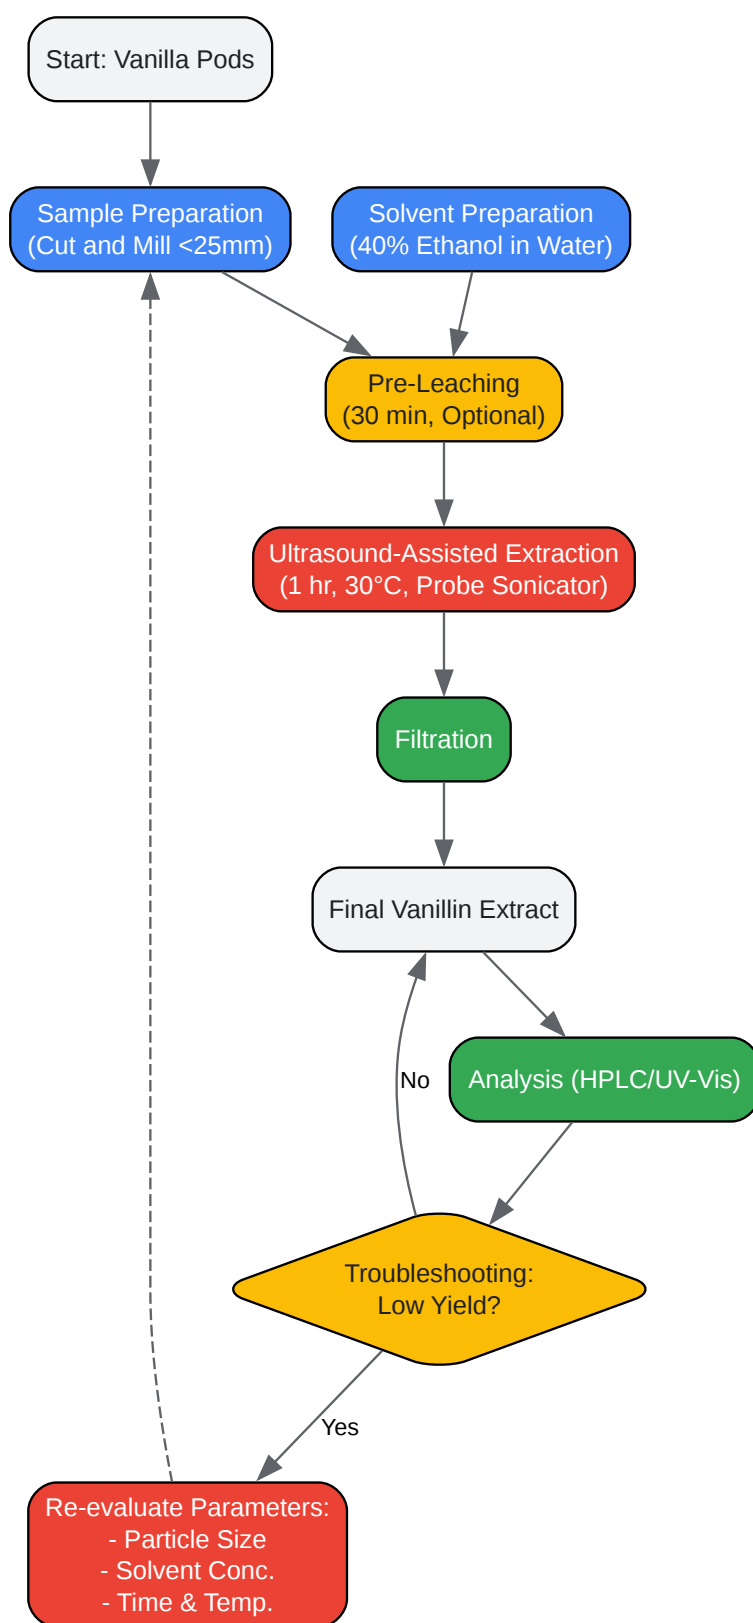 Start: Vanilla Pods
Sample Preparation
(Cut and Mill <25mm)
Solvent Preparation
(40% Ethanol in Water)
Pre-Leaching
(30 min, Optional)
Ultrasound-Assisted Extraction
(1 hr, 30°C, Probe Sonicator)
Filtration
Final Vanillin Extract
Analysis (HPLC/UV-Vis)
No
Troubleshooting:
Low Yield?
Yes
Re-evaluate Parameters:
- Particle Size
- Solvent Conc.
- Time & Temp.